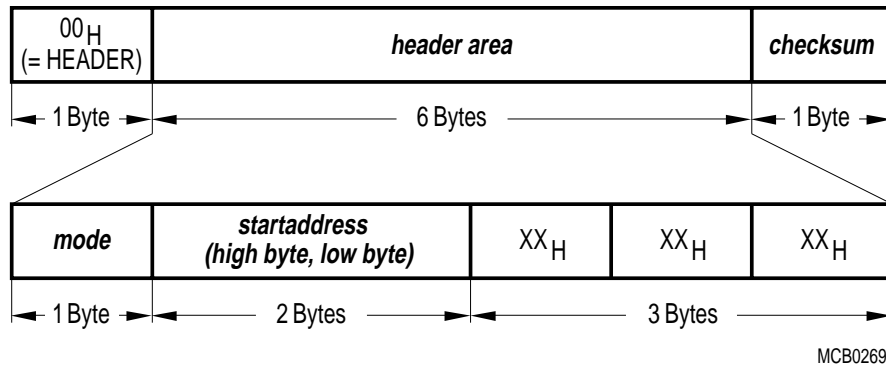 00H
(= HEADER)
header area
checksum
1 Byte
6 Bytes
1 Byte
mode
startaddress
(high byte, low byte)
XXH
XXH
XXH
1 Byte
2 Bytes
3 Bytes
MCB0269